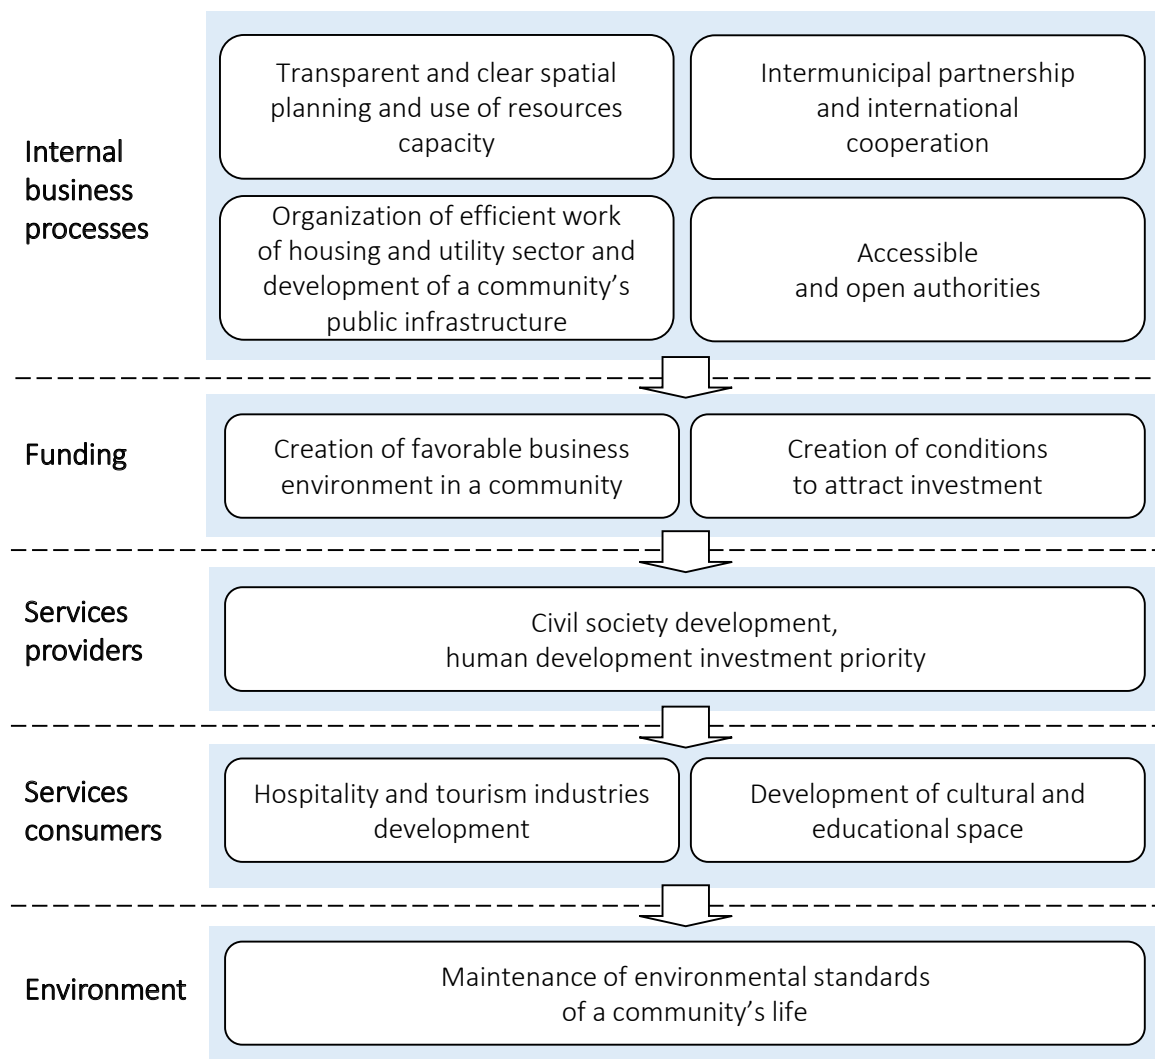 Internal
business
processes
Transparent and clear spatial
planning and use of resources
capacity
Intermunicipal partnership
and international
cooperation
Organization of efficient work
of housing and utility sector and
development of a community’s
public infrastructure
Accessible
and open authorities
Funding
Creation of favorable business
environment in a community
Creation of conditions
to attract investment
Services
providers
Civil society development,
human development investment priority
Services
consumers
Hospitality and tourism industries
development
Development of cultural and
educational space
Environment
Maintenance of environmental standards
of a community’s life